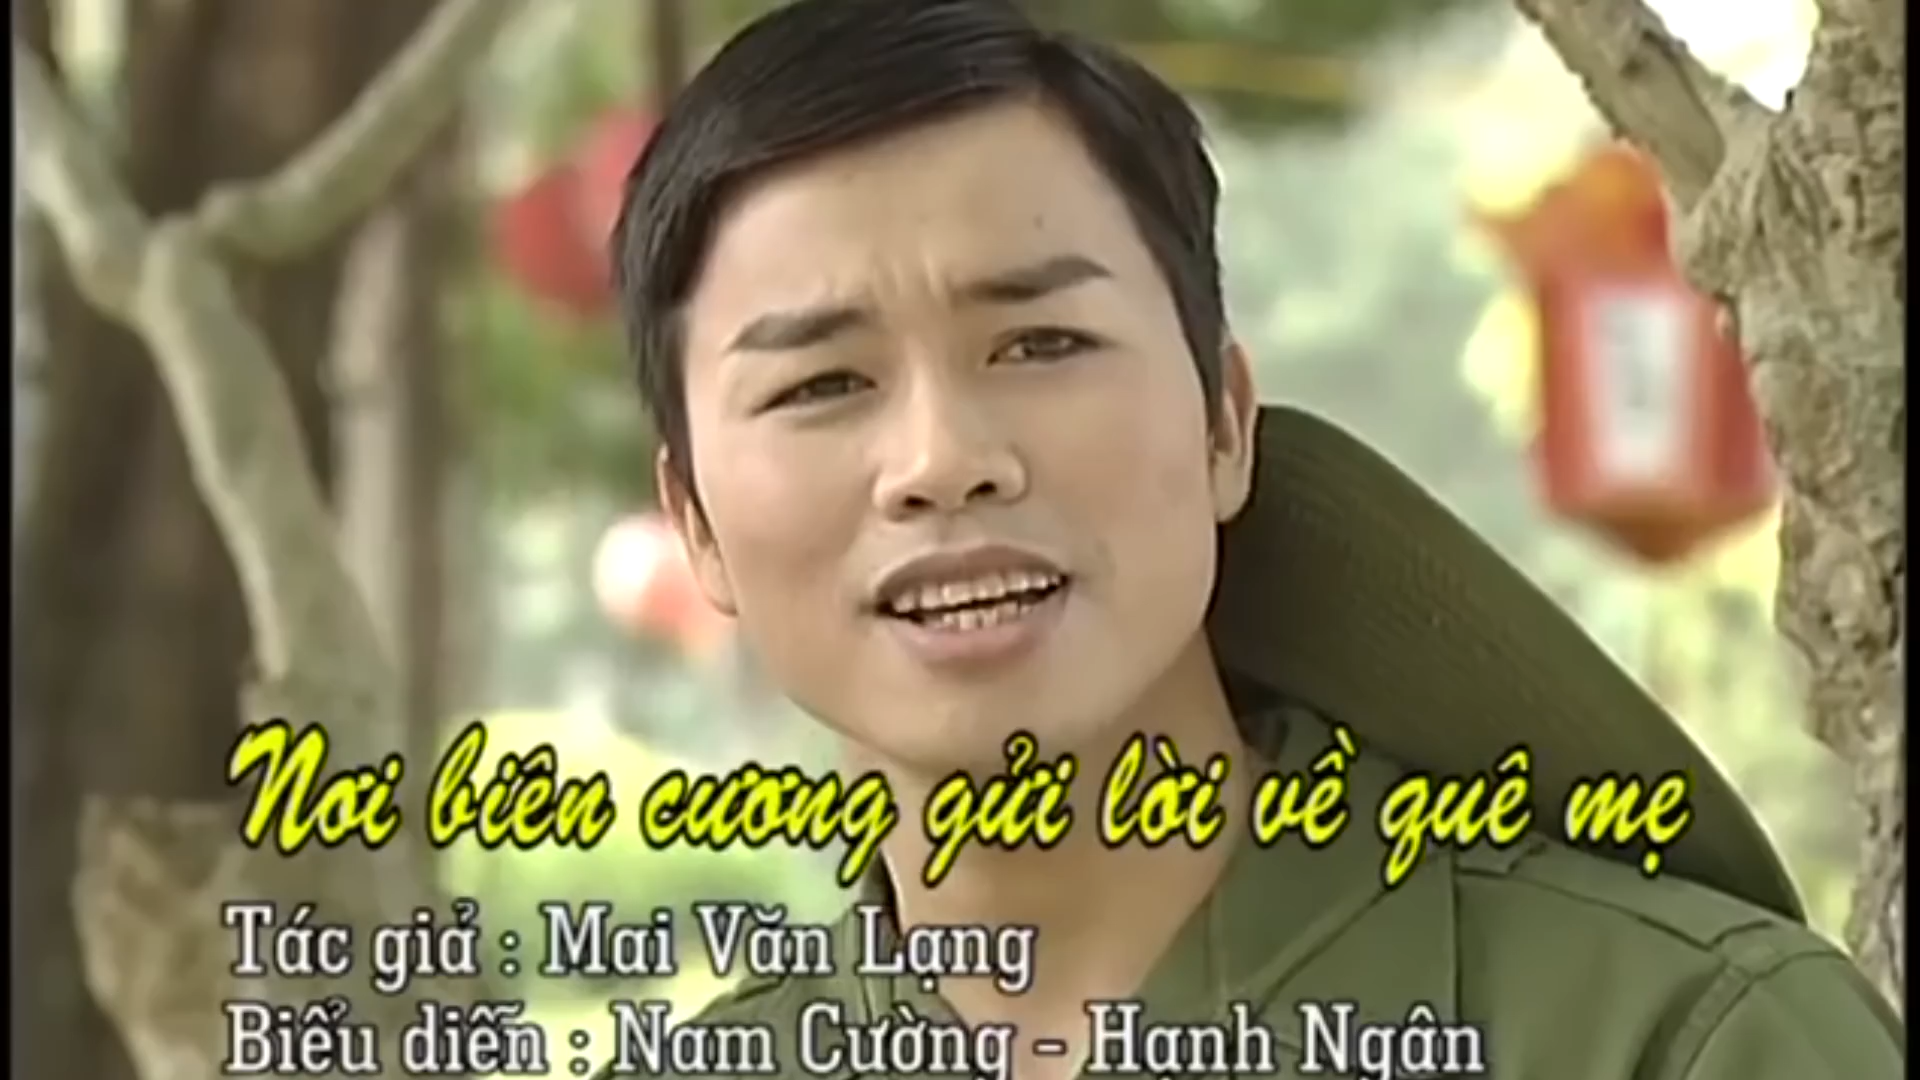 Nơi biên cương gửi lời về quê mẹ
Tác giả : Mai Văn Lạng
Biểu diễn : Nam Cường - Hạnh Ngân